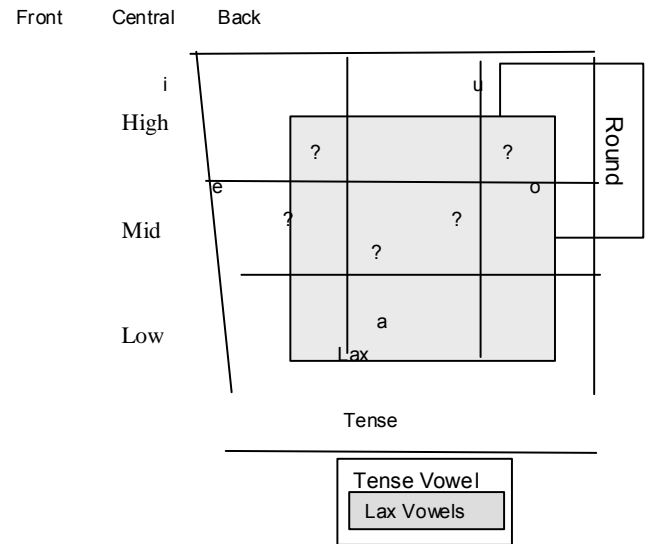 Front Central Back
i u
High
Round
? ?
e o
Mid
? ?
?
Low
a
Lax
Tense
Tense Vowel
Lax Vowels